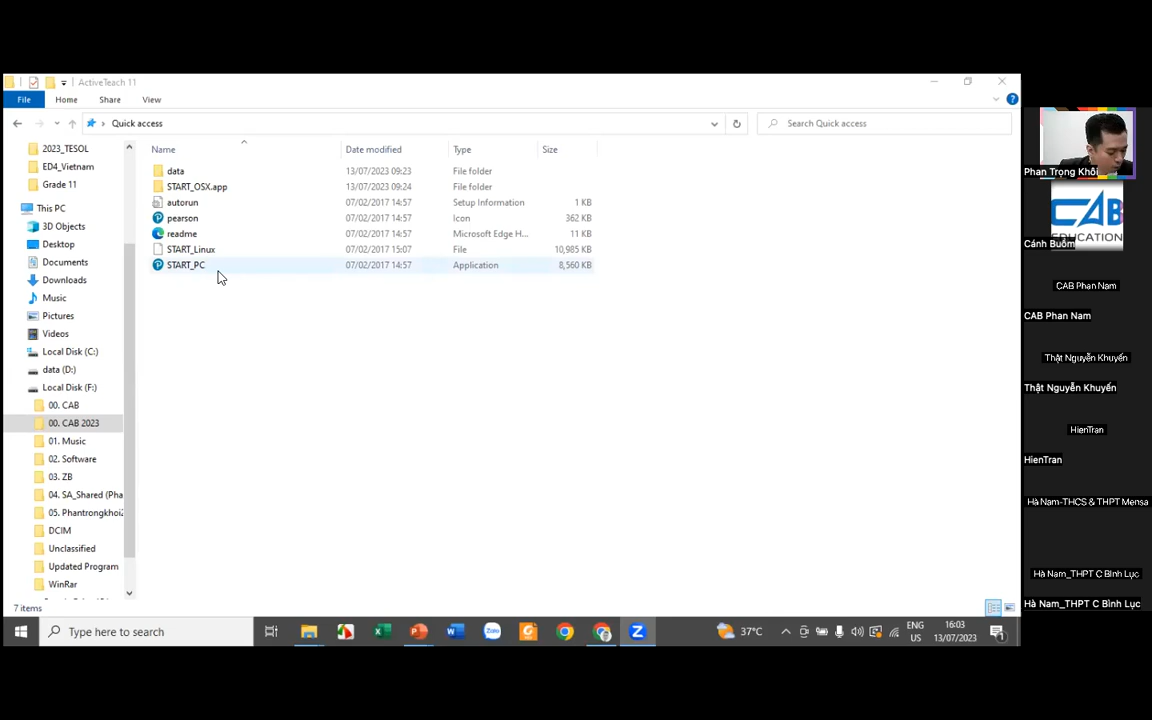 ActiveTeach 11
File Home Share View
Quick access
Search Quick access
Name Date modified Type Size
data 13/07/2023 09:23 File folder
START_OSX.app 13/07/2023 09:24 File folder
autorun 07/02/2017 14:57 Setup Information 1 KB
pearson 07/02/2017 14:57 Icon 362 KB
readme 07/02/2017 14:57 Microsoft Edge H... 11 KB
START_Linux 07/02/2017 15:07 File 10,985 KB
START_PC 07/02/2017 14:57 Application 8,560 KB
2023_TESOL
ED4_Vietnam
Grade 11
This PC
3D Objects
Desktop
Documents
Downloads
Music
Pictures
Videos
Local Disk (C:)
data (D:)
Local Disk (F:)
00. CAB
00. CAB 2023
01. Music
02. Software
03. ZB
04. SA_Shared (Pha
05. Phantrongkhoi2
DCIM
Unclassified
Updated Program
WinRar
7 items
Type here to search
37°C
ENG
US
16:03
13/07/2023
Phan Trọng Khôi
CAB
EDUCATION
Cánh Buồm
CAB Phan Nam
CAB Phan Nam
Thật Nguyễn Khuyến
Thật Nguyễn Khuyến
HienTran
HienTran
Hà Nam-THCS & THPT Mensa
Hà Nam_THPT C Bình Lục
Hà Nam_THPT C Bình Lục